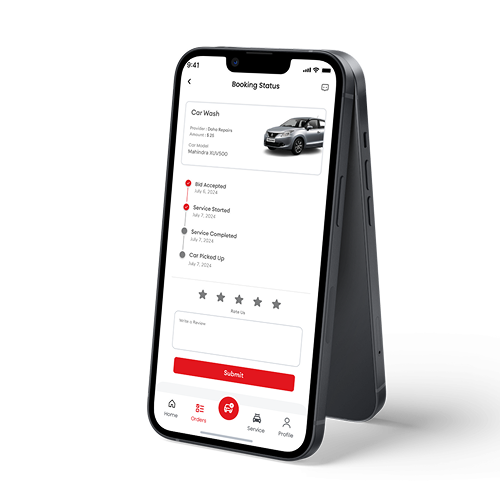 9:41
Booking Status
Car Wash
Provider : Dana Repairs
Amount : $ 25
Car Model
Mahindra XUV500
Bid Accepted
July 6, 2024
Service Started
July 7, 2024
Service Completed
July 7, 2024
Car Picked Up
July 7, 2024
Rate Us
Write a Review
Submit
Home
Orders
Service
Profile